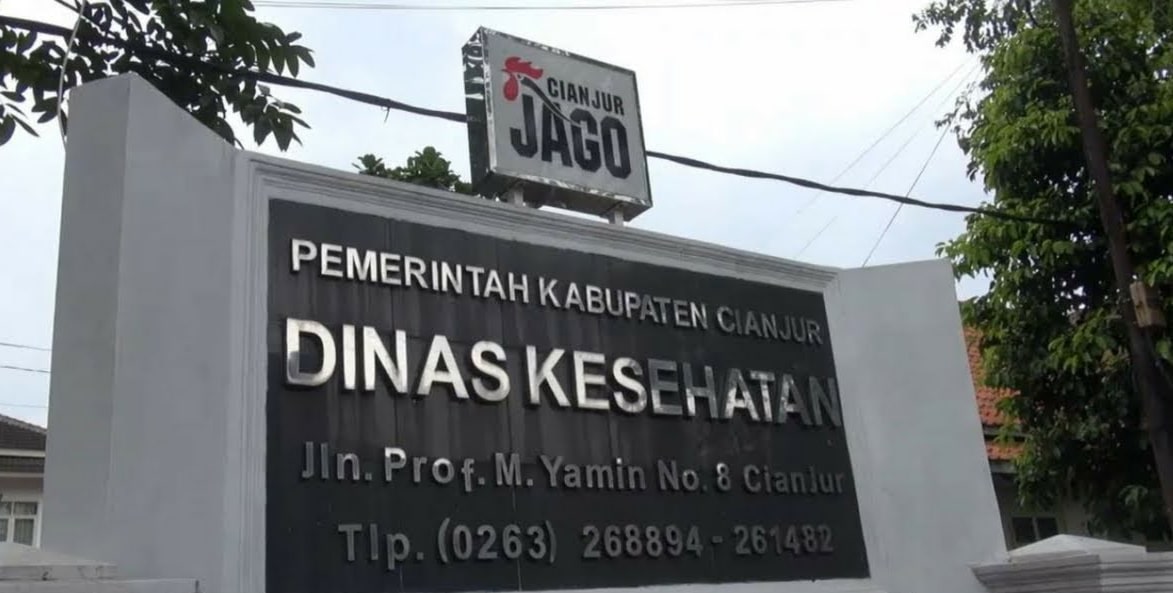 CIANJUR
JAGO
PEMERINTAH KABUPATEN CIANJUR
DINAS KESEHATAN
Jln. Prof. M. Yamin No. 8 Cianjur
Tlp. (0263) 268894 - 261482